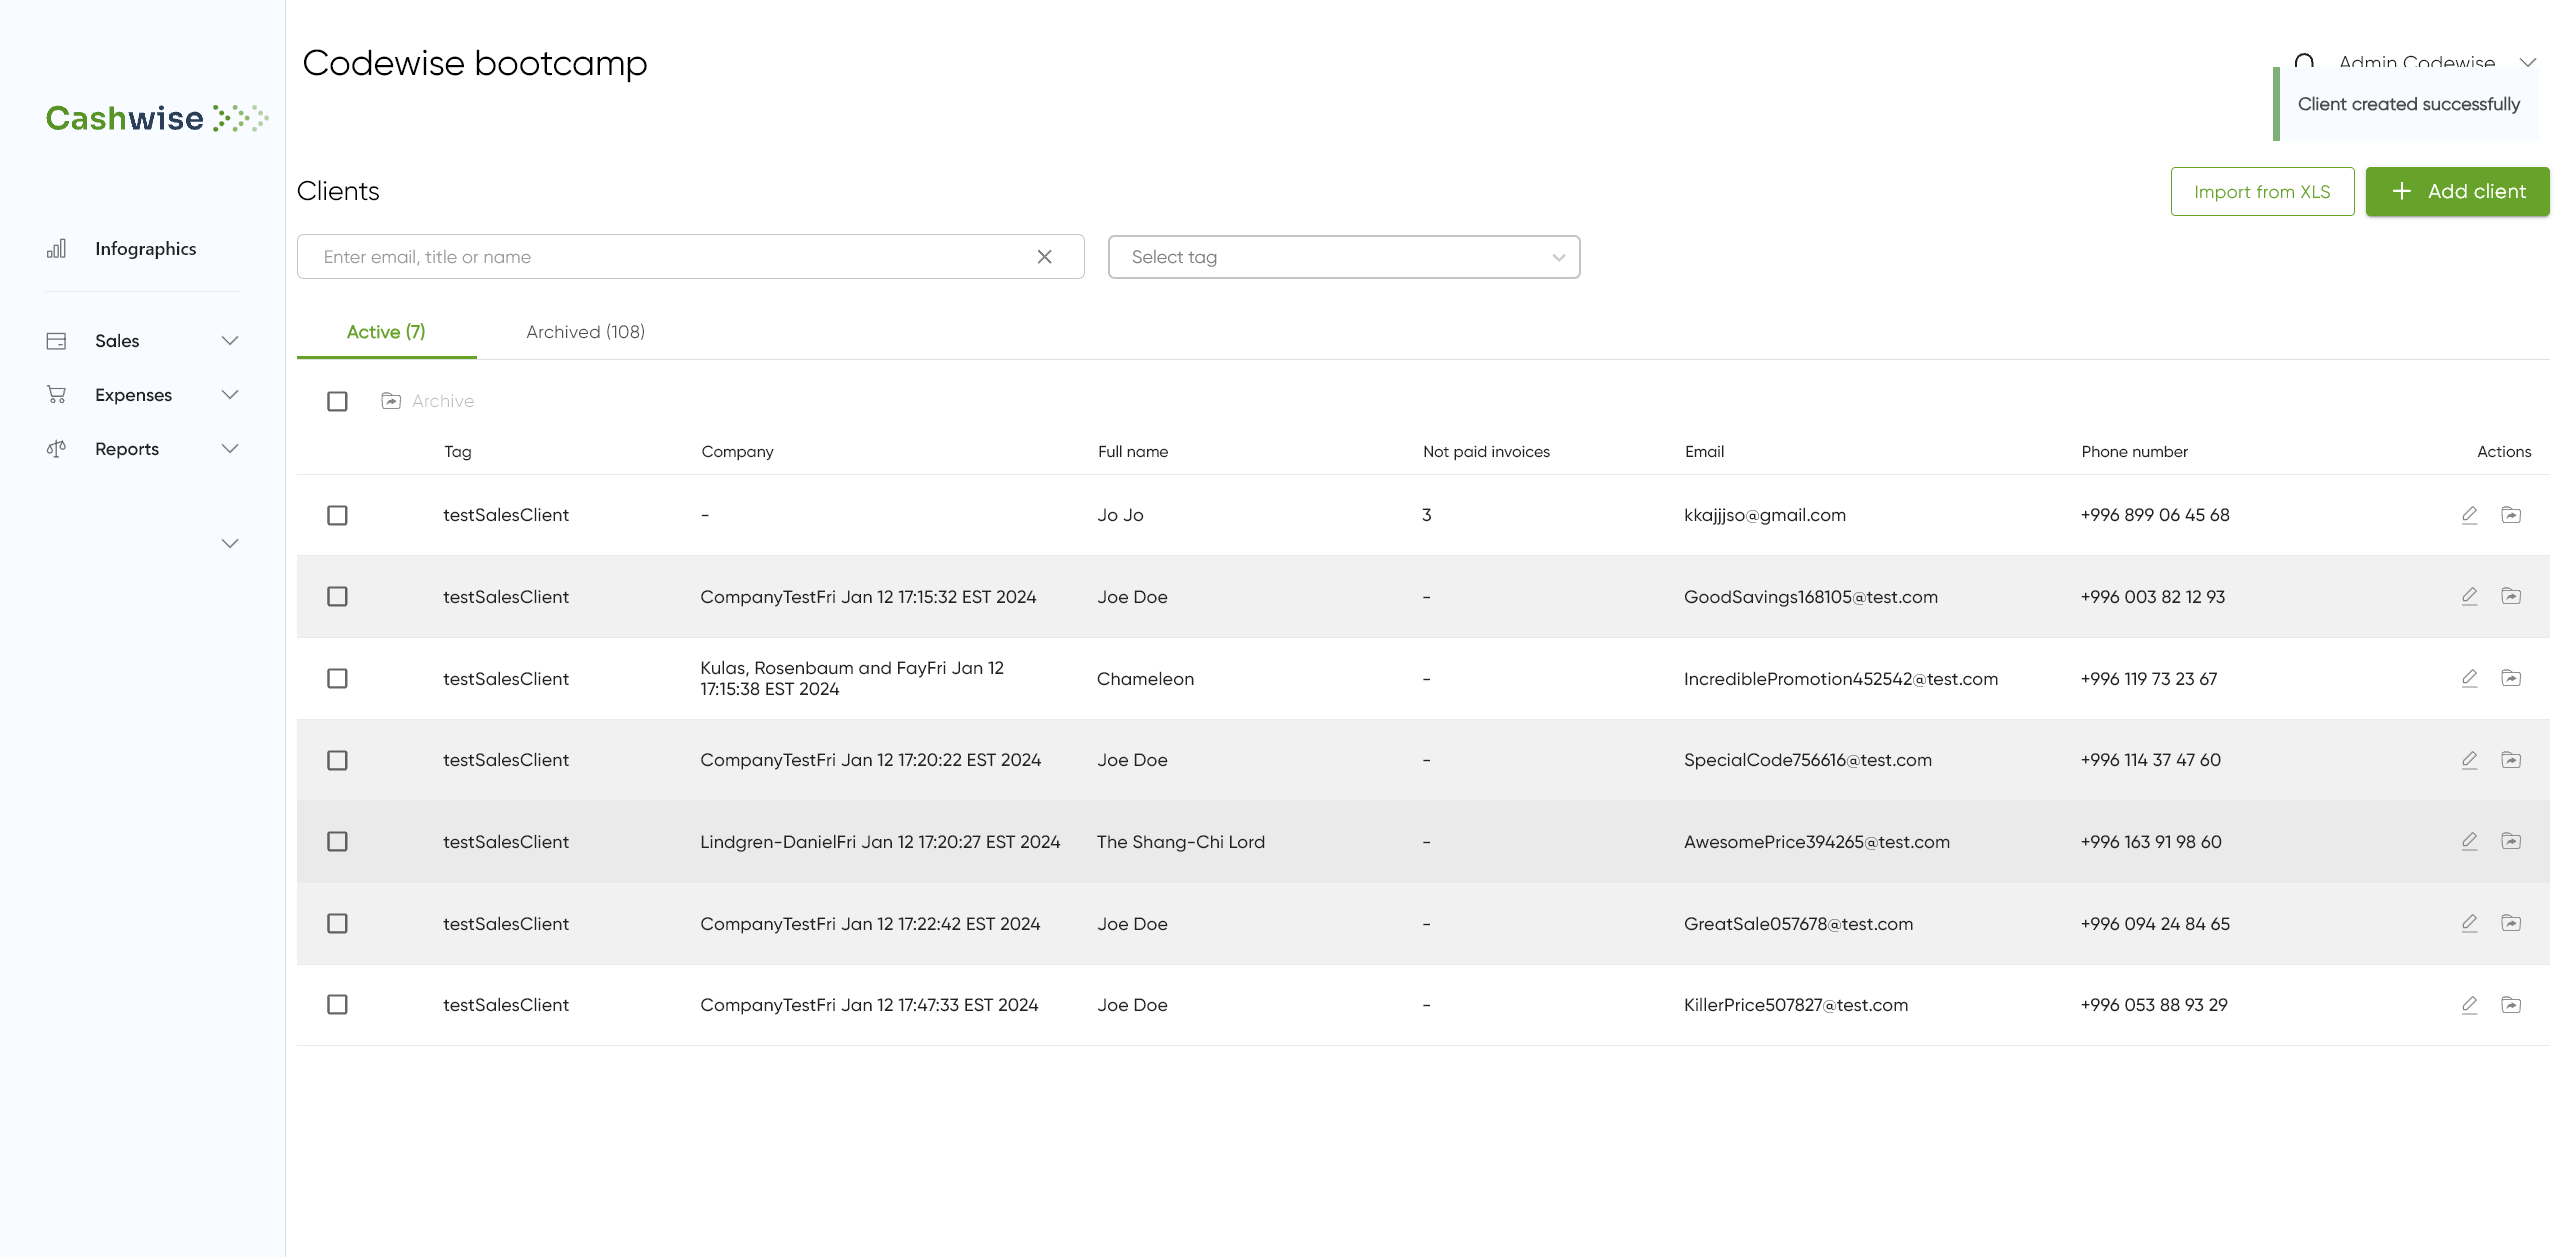 Codewise bootcamp
Admin Codewise
Client created successfully
Cashwise
Infographics
Sales
Expenses
Reports
Clients
Import from XLS
Add client
Enter email, title or name
Select tag
Active (7)
Archived (108)
Archive
Tag Company Full name Not paid invoices Email Phone number Actions
testSalesClient - Jo Jo 3 kkajjjso@gmail.com +996 899 06 45 68
testSalesClient CompanyTestFri Jan 12 17:15:32 EST 2024 Joe Doe - GoodSavings168105@test.com +996 003 82 12 93
testSalesClient Kulas, Rosenbaum and FayFri Jan 12
17:15:38 EST 2024 Chameleon - IncrediblePromotion452542@test.com +996 119 73 23 67
testSalesClient CompanyTestFri Jan 12 17:20:22 EST 2024 Joe Doe - SpecialCode756616@test.com +996 114 37 47 60
testSalesClient Lindgren-DanielFri Jan 12 17:20:27 EST 2024 The Shang-Chi Lord - AwesomePrice394265@test.com +996 163 91 98 60
testSalesClient CompanyTestFri Jan 12 17:22:42 EST 2024 Joe Doe - GreatSale057678@test.com +996 094 24 84 65
testSalesClient CompanyTestFri Jan 12 17:47:33 EST 2024 Joe Doe - KillerPrice507827@test.com +996 053 88 93 29